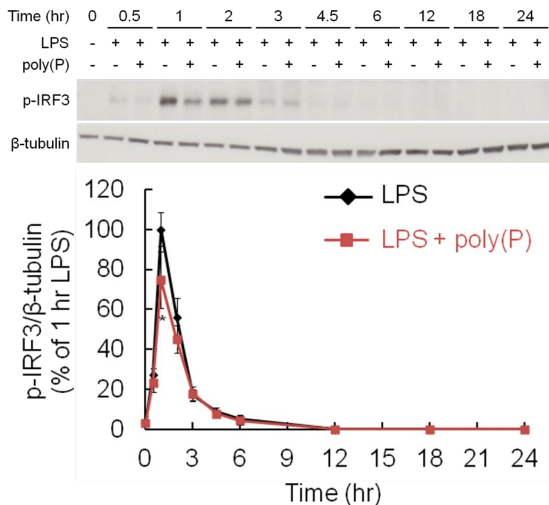 Time (hr) 0 0.5 1 2 3 4.5 6 12 18 24
LPS - + + + + + + + + + + + + + + + + + +
poly(P) - - + - + - + - + - + - + - + - + - +
p-IRF3
β-tubulin
120
100
80
60
40
20
0
p-IRF3/β-tubulin
(% of 1 hr LPS)
LPS
LPS + poly(P)
*
0 3 6 9 12 15 18 21 24
Time (hr)